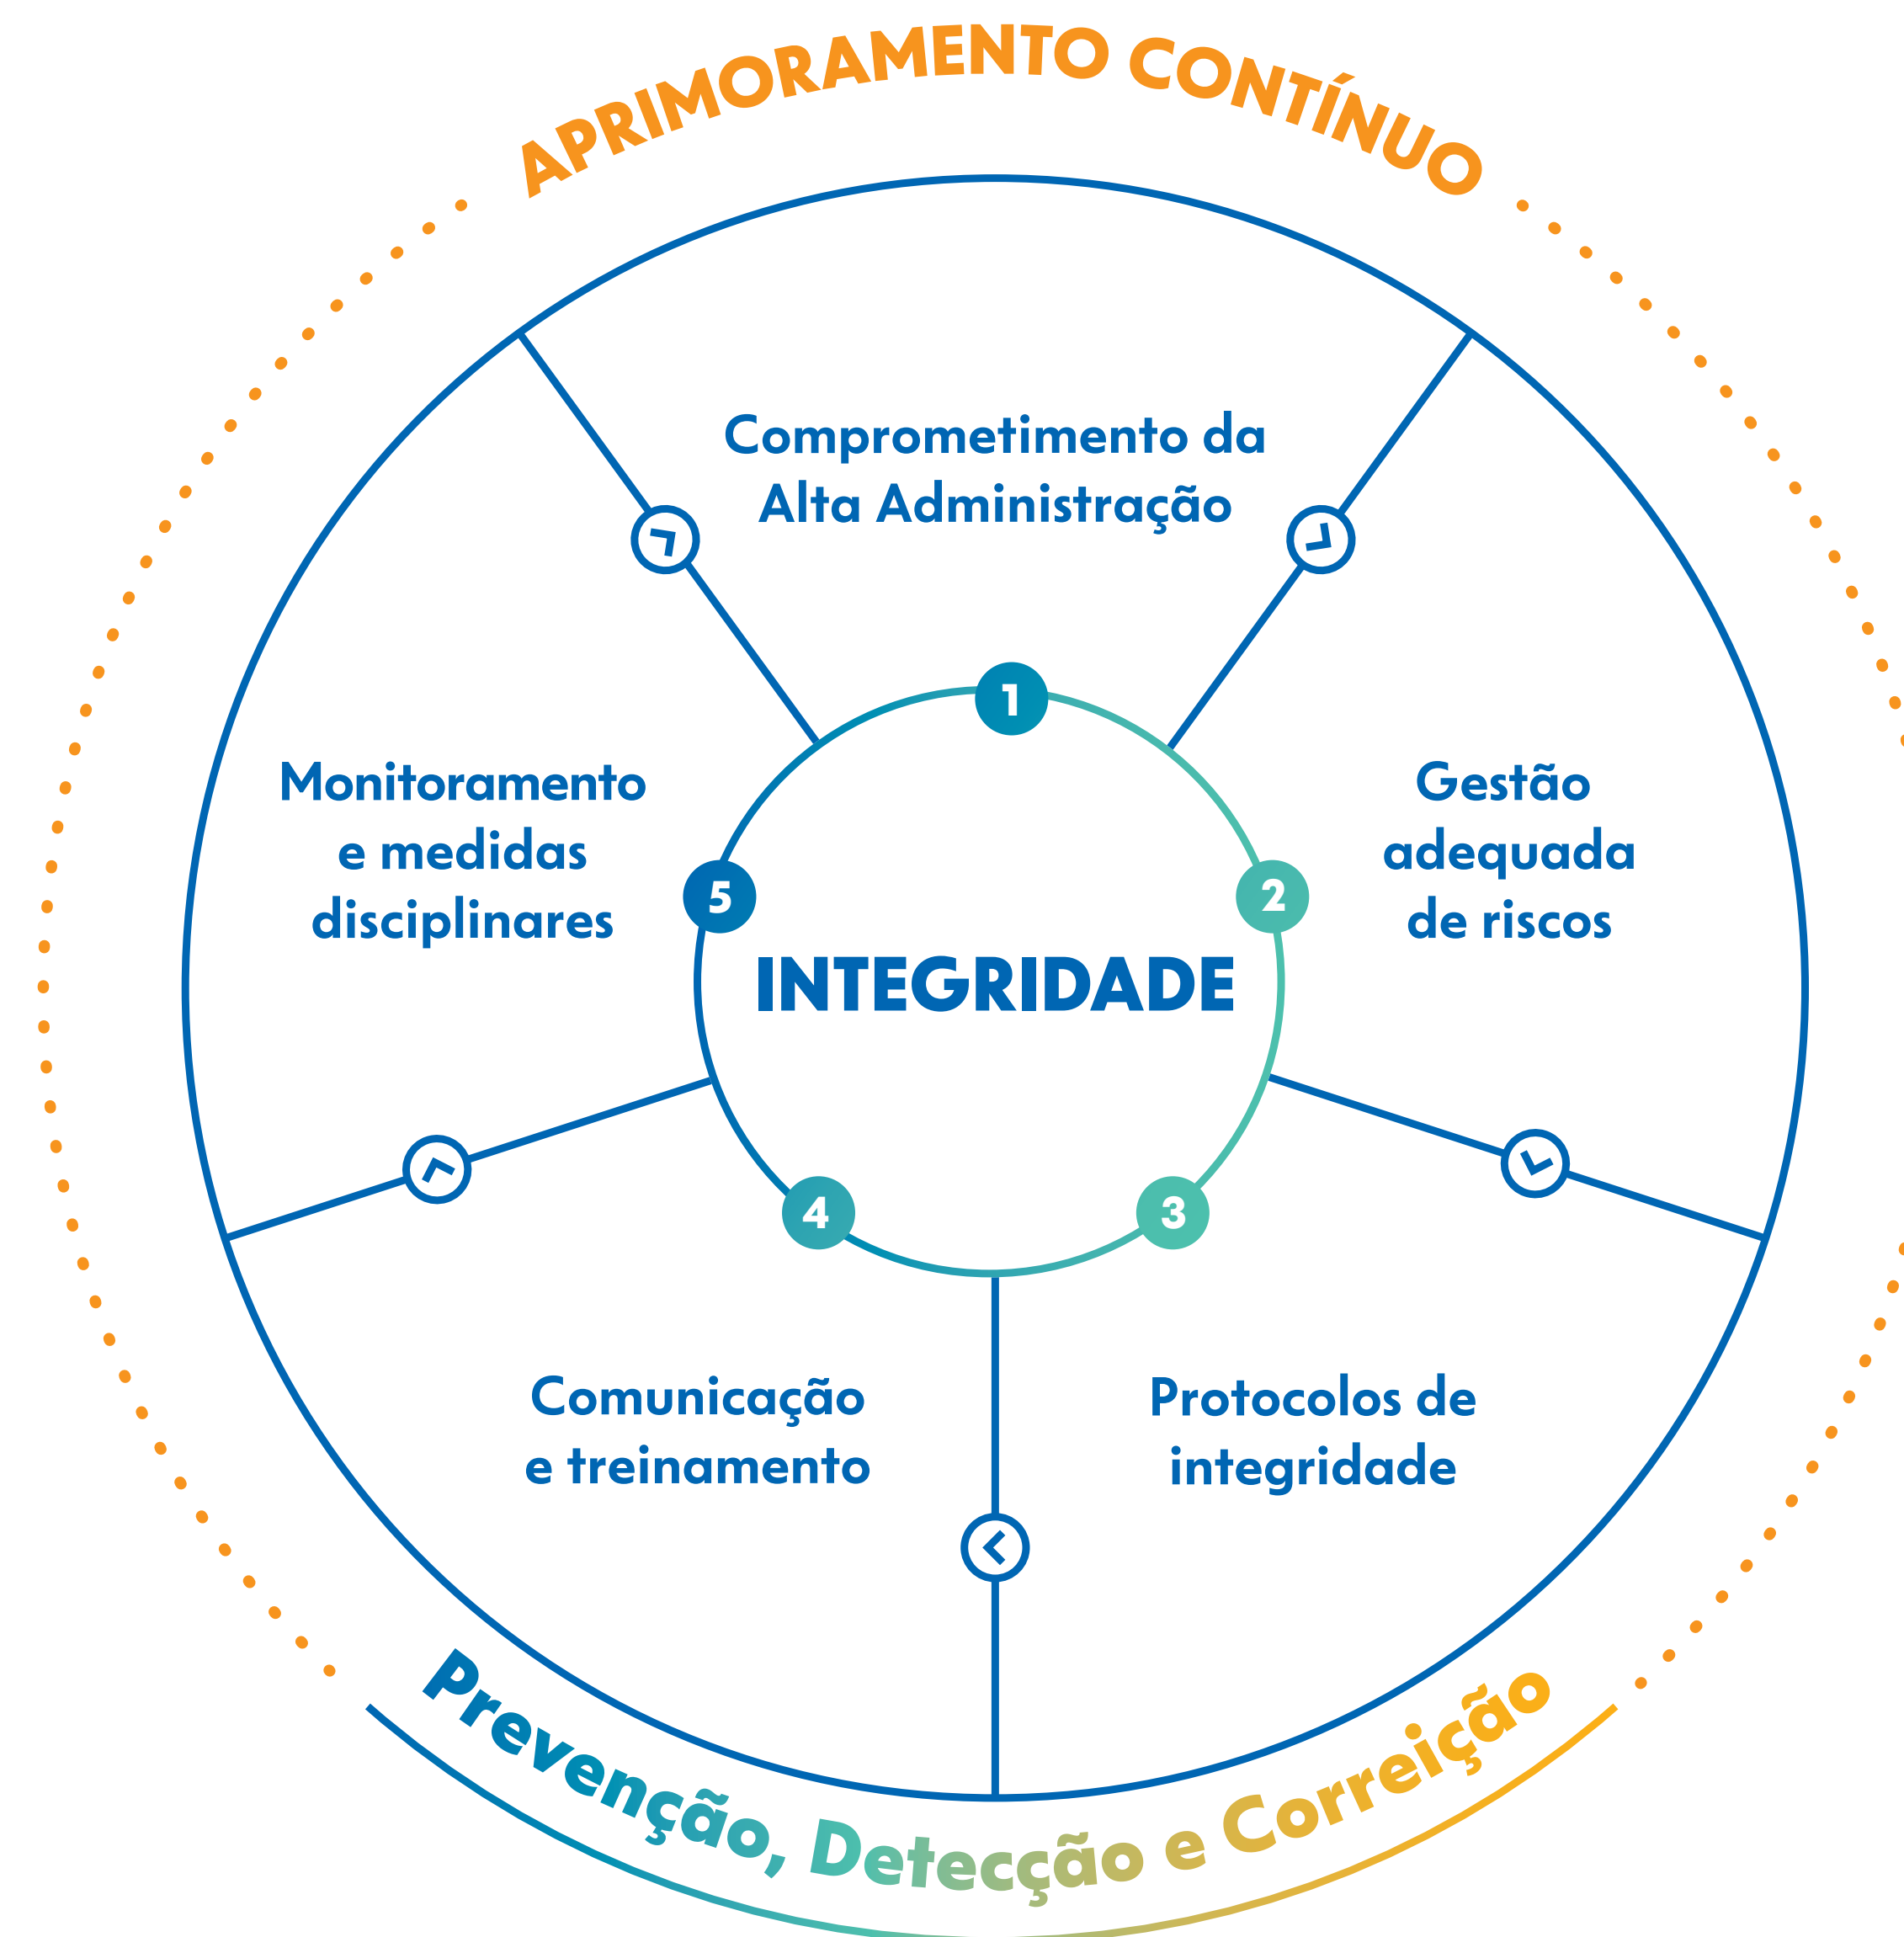 APRIMORAMENTO CONTÍNUO
Comprometimento da
Alta Administração
1
Monitoramento
e medidas
disciplinares
5
Gestão
adequada
de riscos
2
INTEGRIDADE
4
3
Comunicação
e treinamento
Protocolos de
integridade
Prevenção, Detecção e Correição